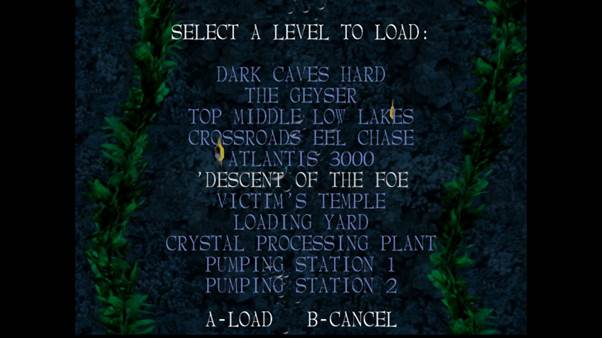 SELECT A LEVEL TO LOAD:
DARK CAVES HARD
THE GEYSER
TOP MIDDLE LOW LAKES
CROSSROADS EEL CHASE
ATLANTIS 3000
'DESCENT OF THE FOE
VICTIM'S TEMPLE
LOADING YARD
CRYSTAL PROCESSING PLANT
PUMPING STATION 1
PUMPING STATION 2
A-LOAD B-CANCEL